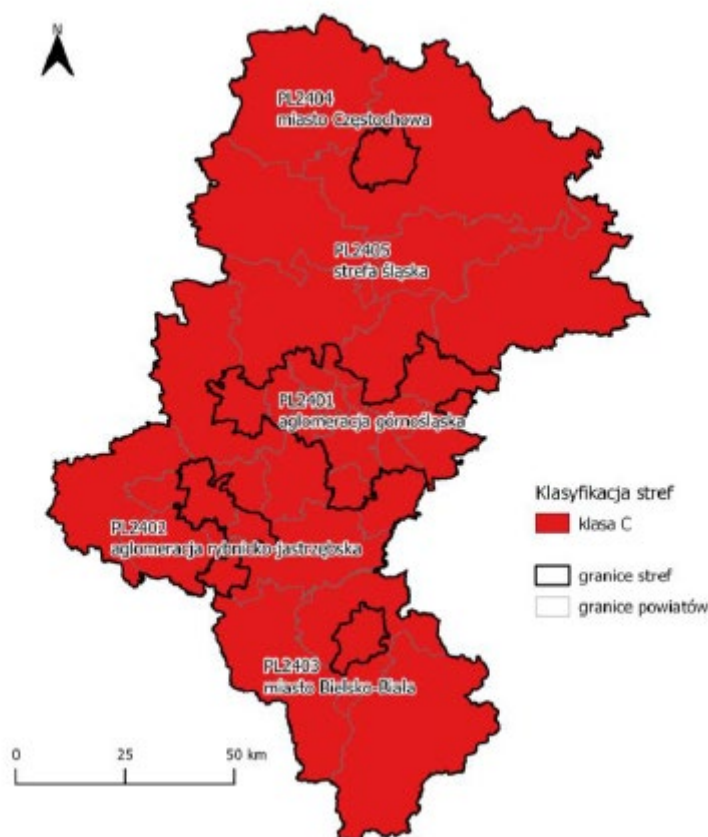 N
PL2404
miasto Częstochowa
PL2405
strefa śląska
PL2401
aglomeracja górnośląska
PL2402
aglomeracja rybnicko-jastrzębska
PL2403
miasto Bielsko-Biała
Klasyfikacja stref
klasa C
granice stref
granice powiatów
0 25 50 km